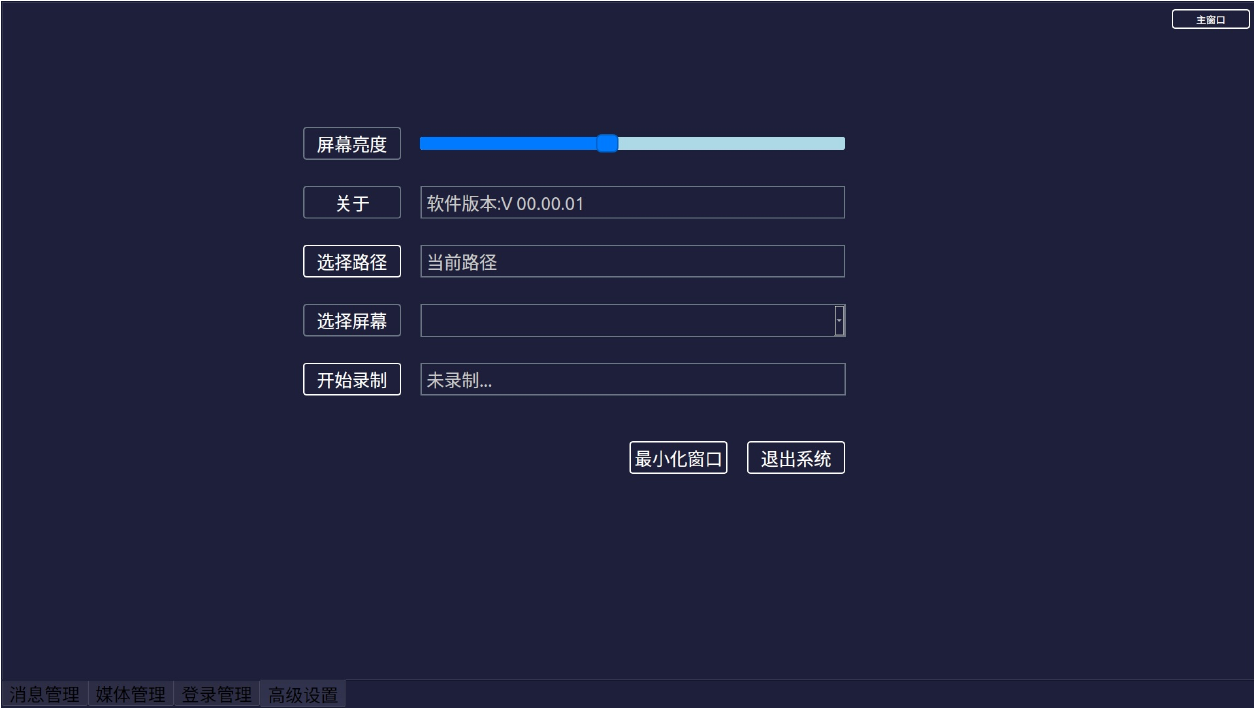 主窗口
屏幕亮度
关于 软件版本:V 00.00.01
选择路径 当前路径
选择屏幕
开始录制 未录制...
最小化窗口 退出系统
消息管理 媒体管理 登录管理 高级设置